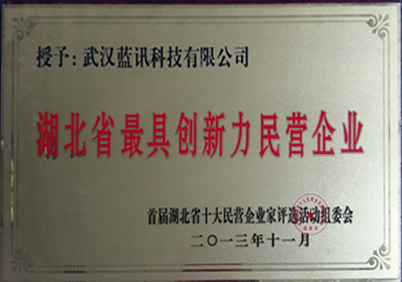 授予：武汉蓝讯科技有限公司
湖北省最具创新力民营企业
首届湖北省十大民营企业家评选活动组委会
二〇一三年十一月